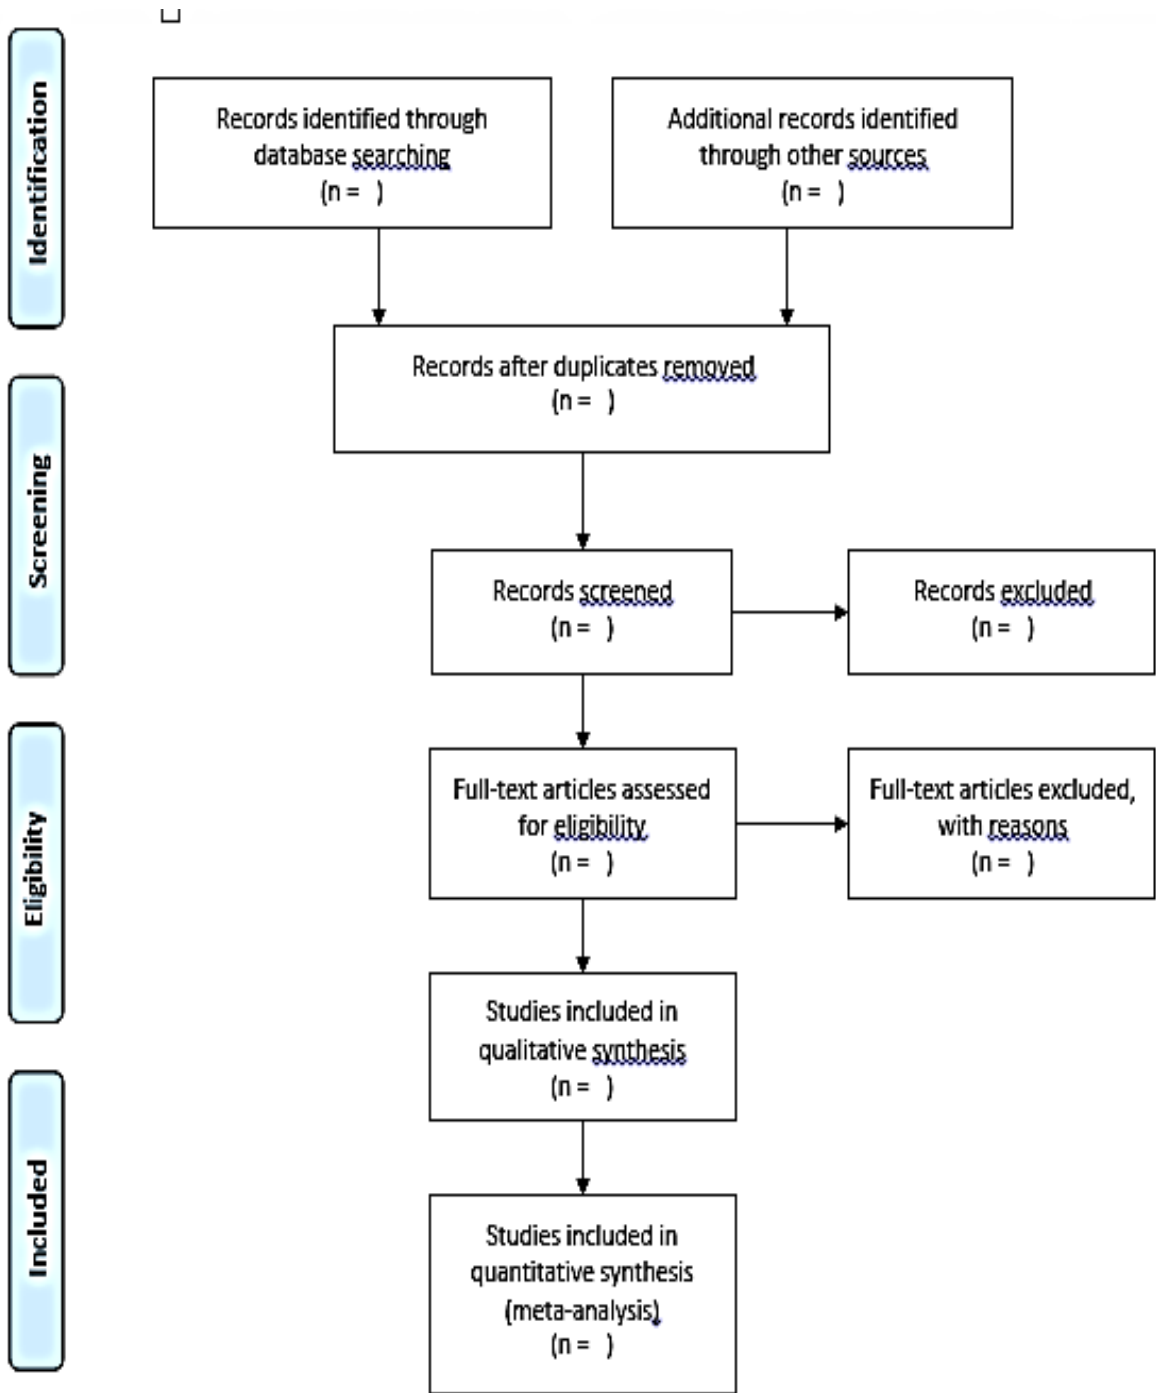 Identification
Records identified through
database searching
(n =   )
Additional records identified
through other sources
(n =   )
Records after duplicates removed
(n =   )
Screening
Records screened
(n =   )
Records excluded
(n =   )
Eligibility
Full-text articles assessed
for eligibility
(n =   )
Full-text articles excluded,
with reasons
(n =   )
Studies included in
qualitative synthesis
(n =   )
Included
Studies included in
quantitative synthesis
(meta-analysis)
(n =   )